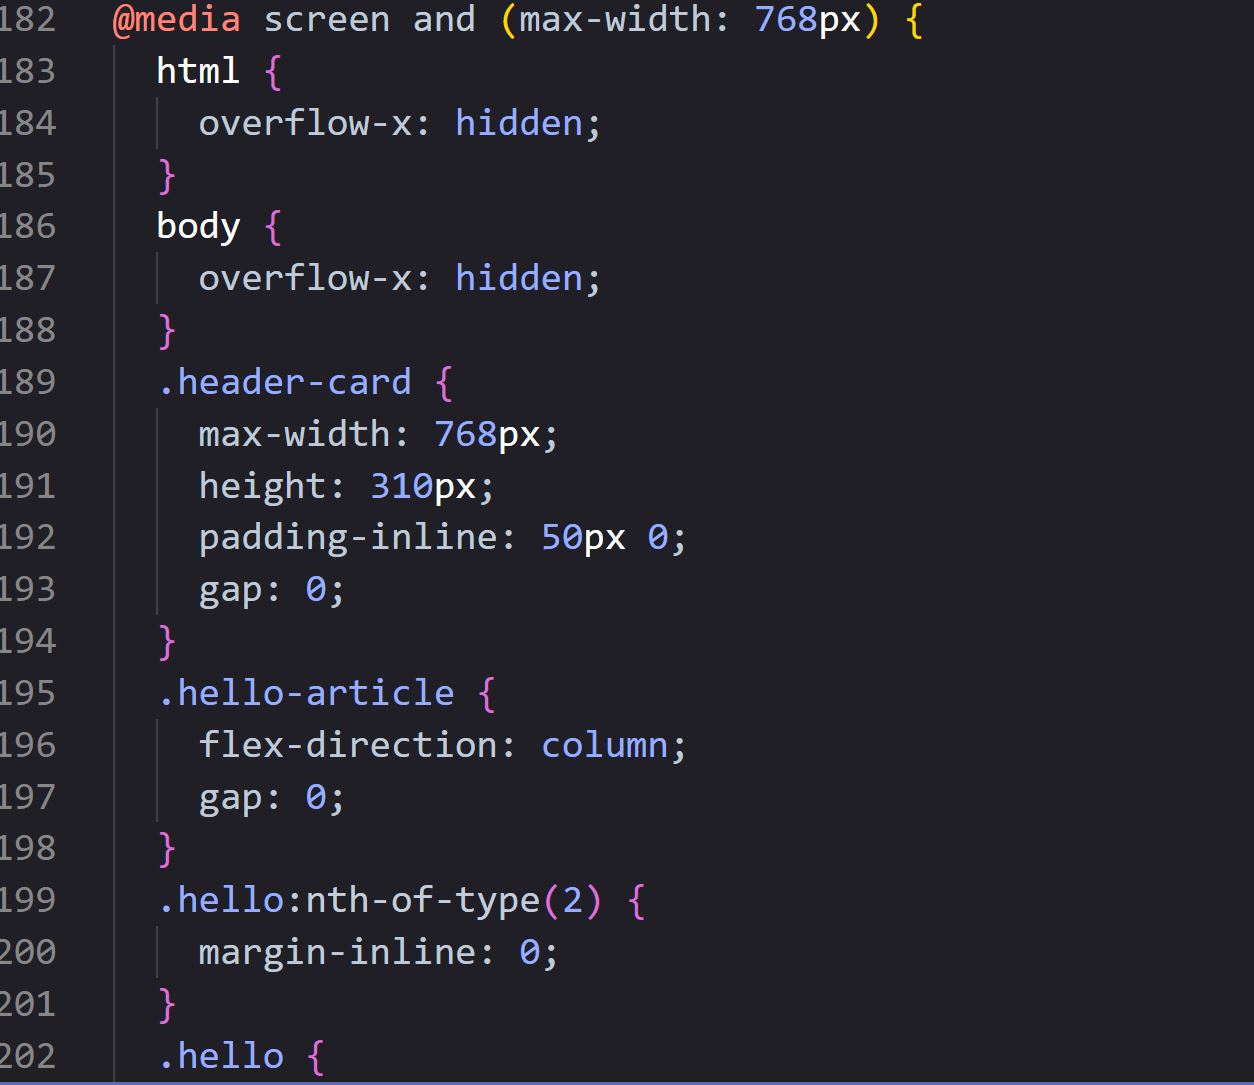 182 @media screen and (max-width: 768px) {
183 html {
184 overflow-x: hidden;
185 }
186 body {
187 overflow-x: hidden;
188 }
189 .header-card {
190 max-width: 768px;
191 height: 310px;
192 padding-inline: 50px 0;
193 gap: 0;
194 }
195 .hello-article {
196 flex-direction: column;
197 gap: 0;
198 }
199 .hello:nth-of-type(2) {
200 margin-inline: 0;
201 }
202 .hello {